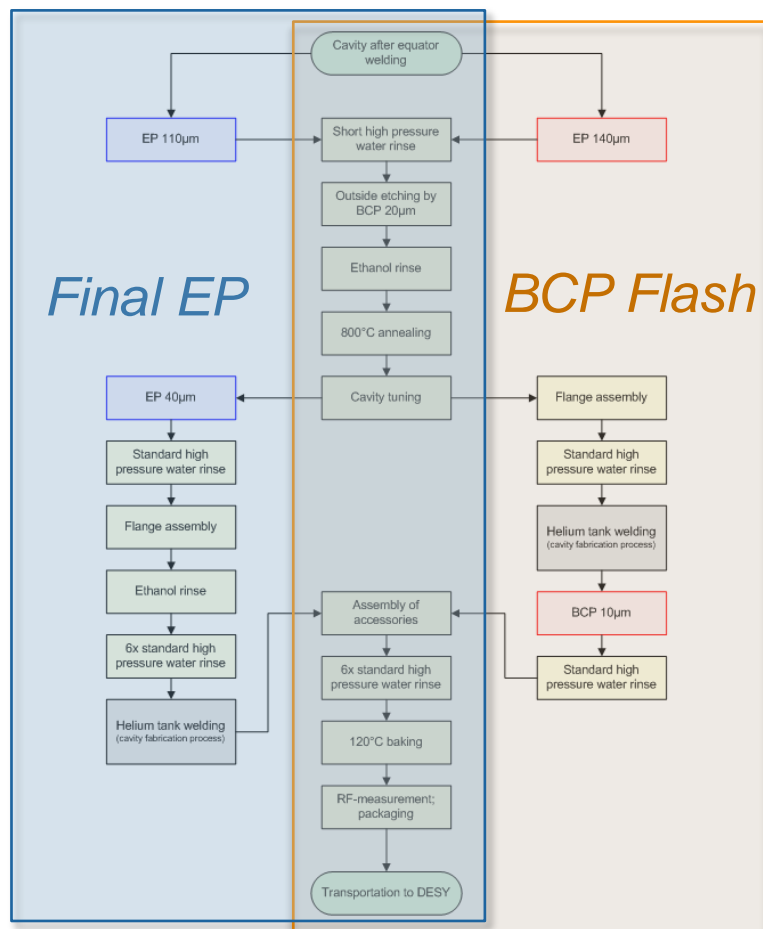 Cavity after equator
welding
EP 110µm
Short high pressure
water rinse
EP 140µm
Outside etching by
BCP 20µm
Ethanol rinse
Final EP
BCP Flash
800°C annealing
EP 40µm
Cavity tuning
Flange assembly
Standard high
pressure water rinse
Standard high
pressure water rinse
Flange assembly
Helium tank welding
(cavity fabrication process)
Ethanol rinse
Assembly of
accessories
BCP 10µm
6x standard high
pressure water rinse
6x standard high
pressure water rinse
Standard high
pressure water rinse
Helium tank welding
(cavity fabrication process)
120°C baking
RF-measurement;
packaging
Transportation to DESY